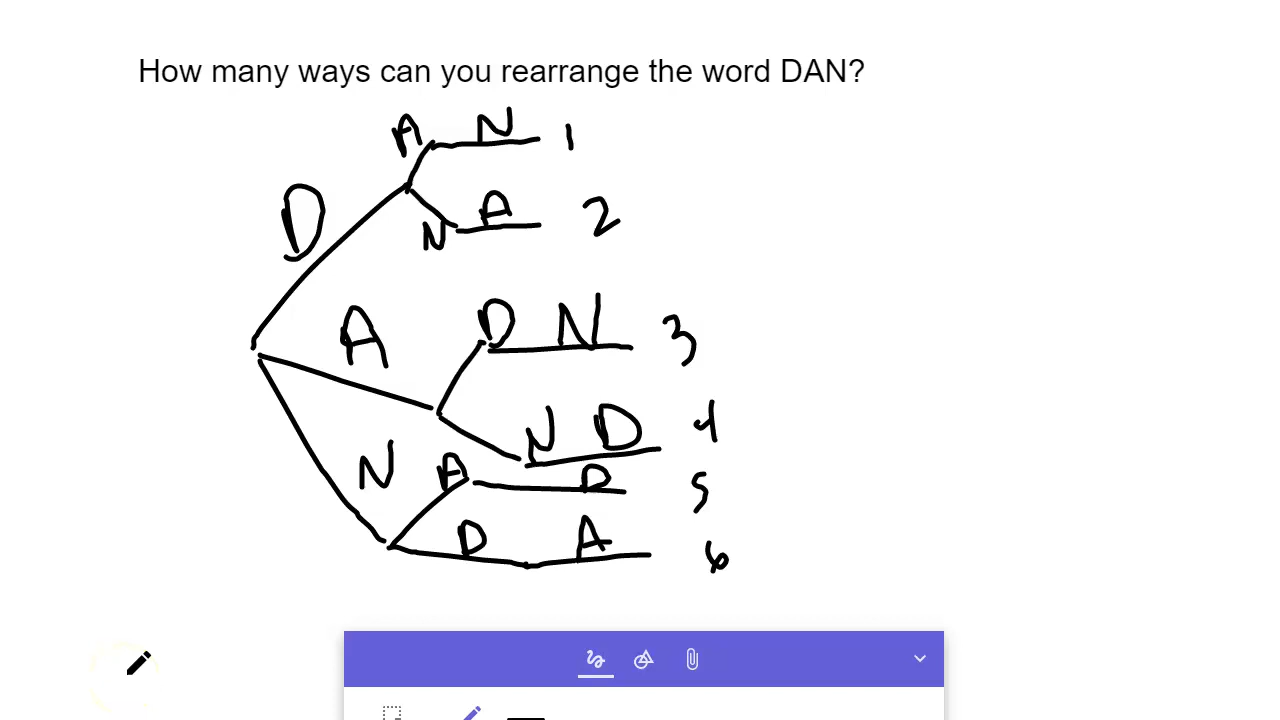 How many ways can you rearrange the word DAN?
A N 1
D
N A 2
A D N 3
N D 4
N A D 5
D A 6